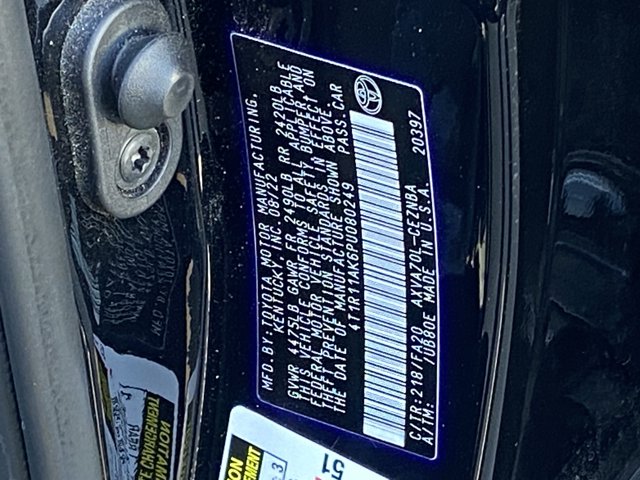 MFD.BY:TOYOTA MOTOR MANUFACTURING,
KENTUCKY, INC. 08/22
GVWR 4475LB GAWR FR 2490LB RR 2420LB
THIS VEHICLE CONFORMS TO ALL APPLICABLE
FEDERAL MOTOR VEHICLE SAFETY, BUMPER, AND
THEFT PREVENTION STANDARDS IN EFFECT ON
THE DATE OF MANUFACTURE SHOWN ABOVE.
4T1RT11AK6PU080249 PASS.CAR
C/TR:218/FA20 AXVA70L-CEZNBA
A/TM: /UB80E MADE IN U.S.A. 20397
51